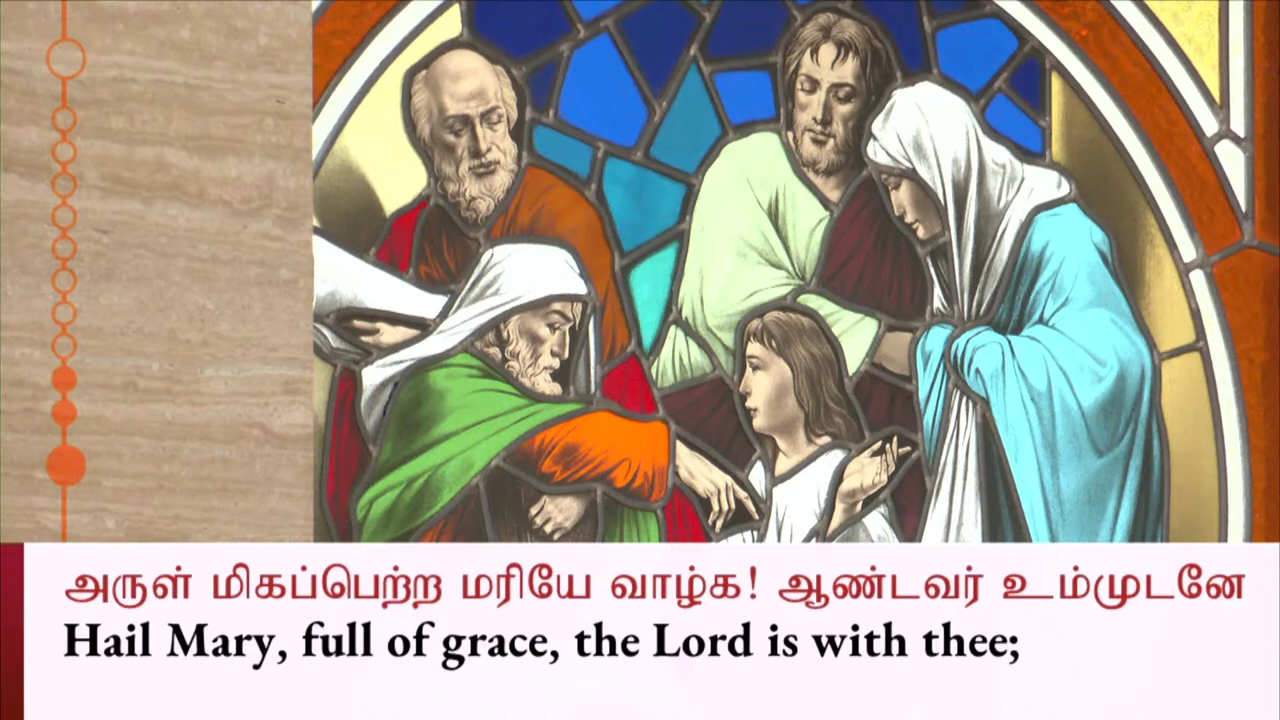 அருள் மிகப்பெற்ற மரியே வாழ்க! ஆண்டவர் உம்முடனே
Hail Mary, full of grace, the Lord is with thee;